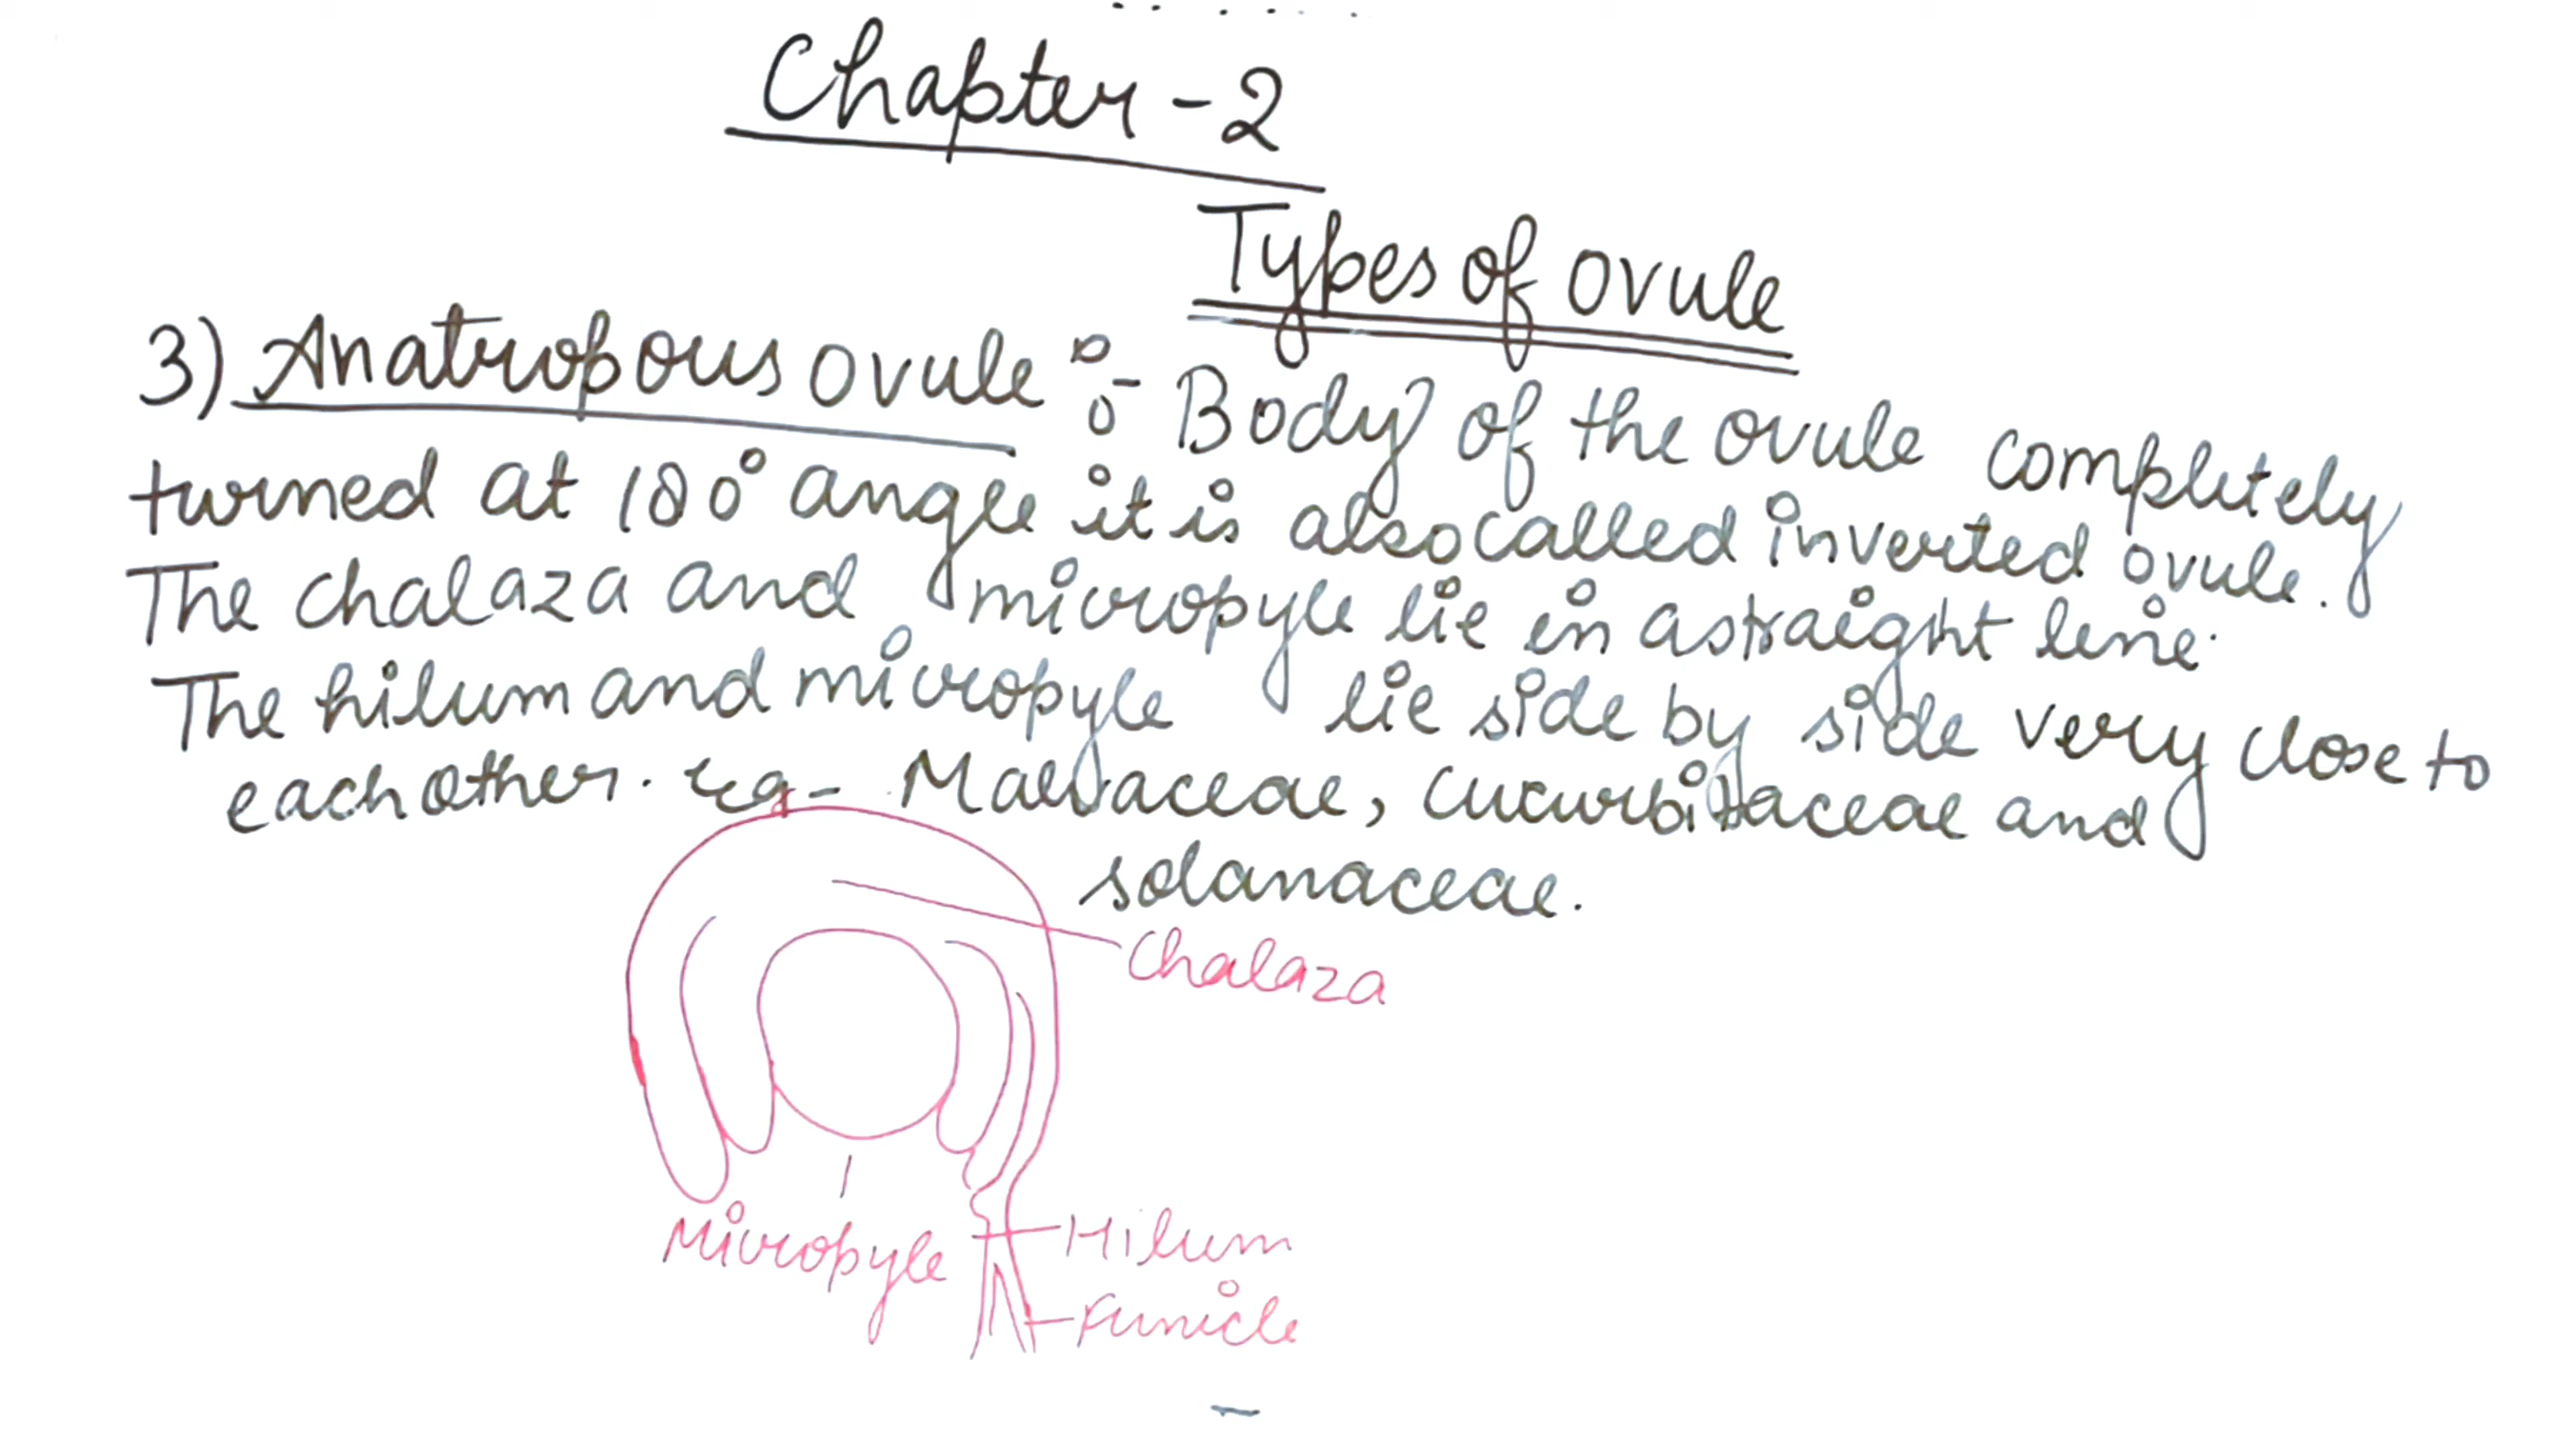 Chapter - 2
Types of ovule
3) Anatropous ovule :- Body of the ovule completely
turned at 180° angle it is also called inverted ovule.
The chalaza and micropyle lie in a straight line.
The hilum and micropyle lie side by side very close to
each other. eg - Malvaceae, cucurbitaceae and
solanaceae.
Chalaza
Micropyle
Hilum
Funicle